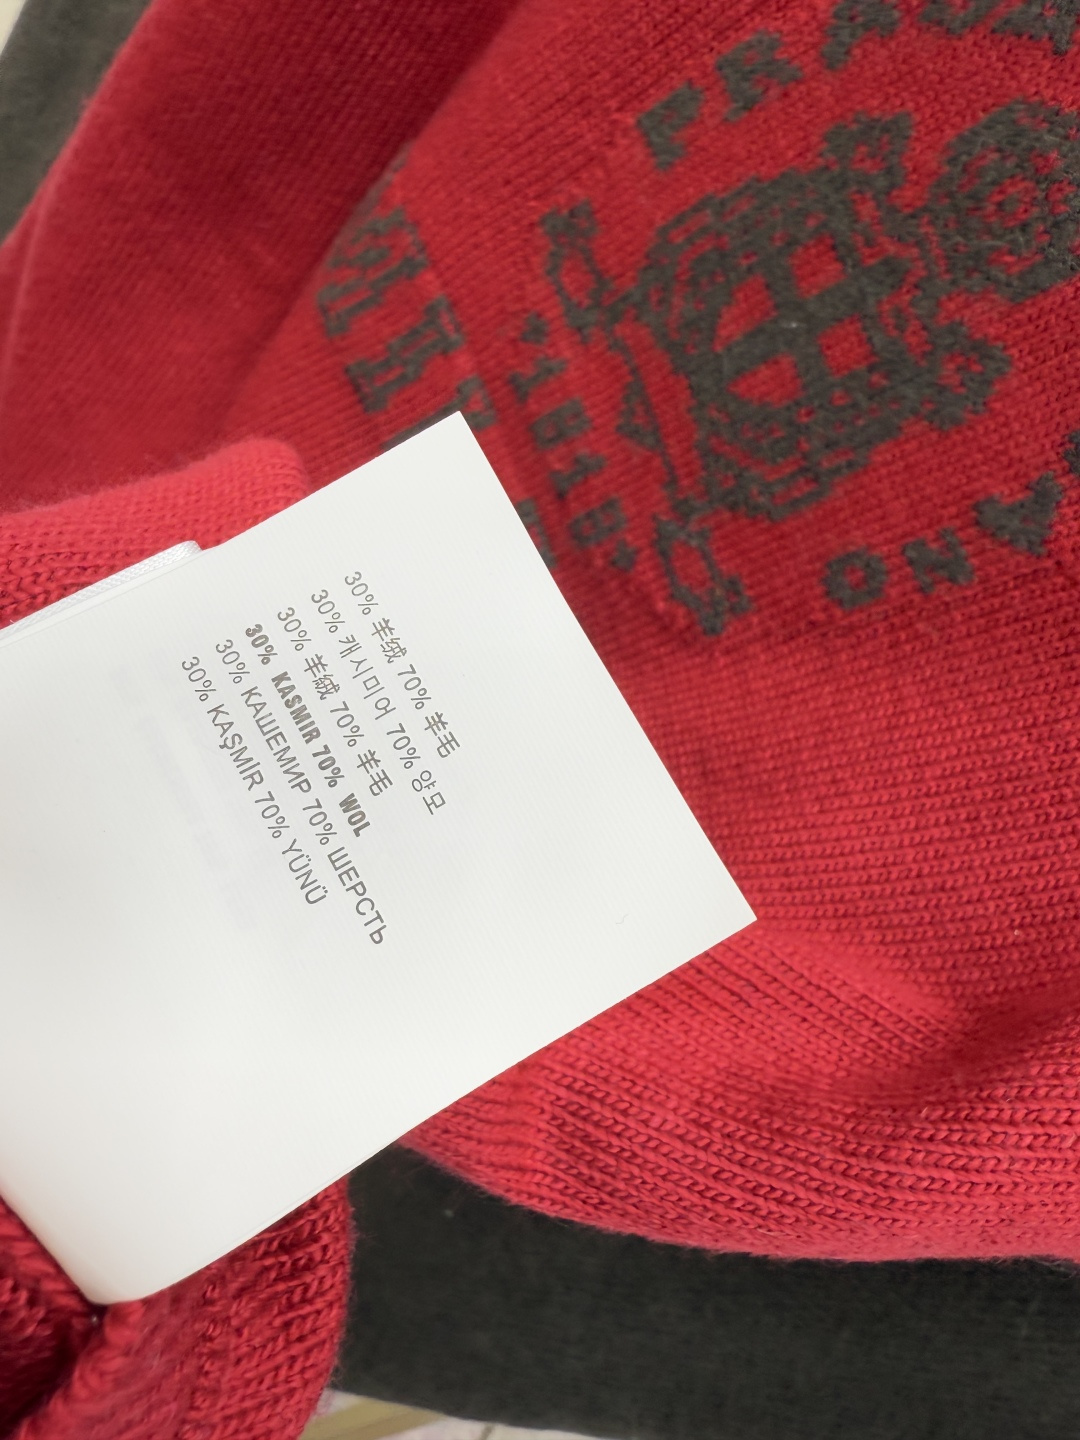 30% 羊绒 70% 羊毛
30% 캐시미어 70% 양모
30% 羊絨 70% 羊毛
30% KASMIR 70% WOL
30% КАШЕМИР 70% ШЕРСТЬ
30% KAŞMİR 70% YÜNÜ